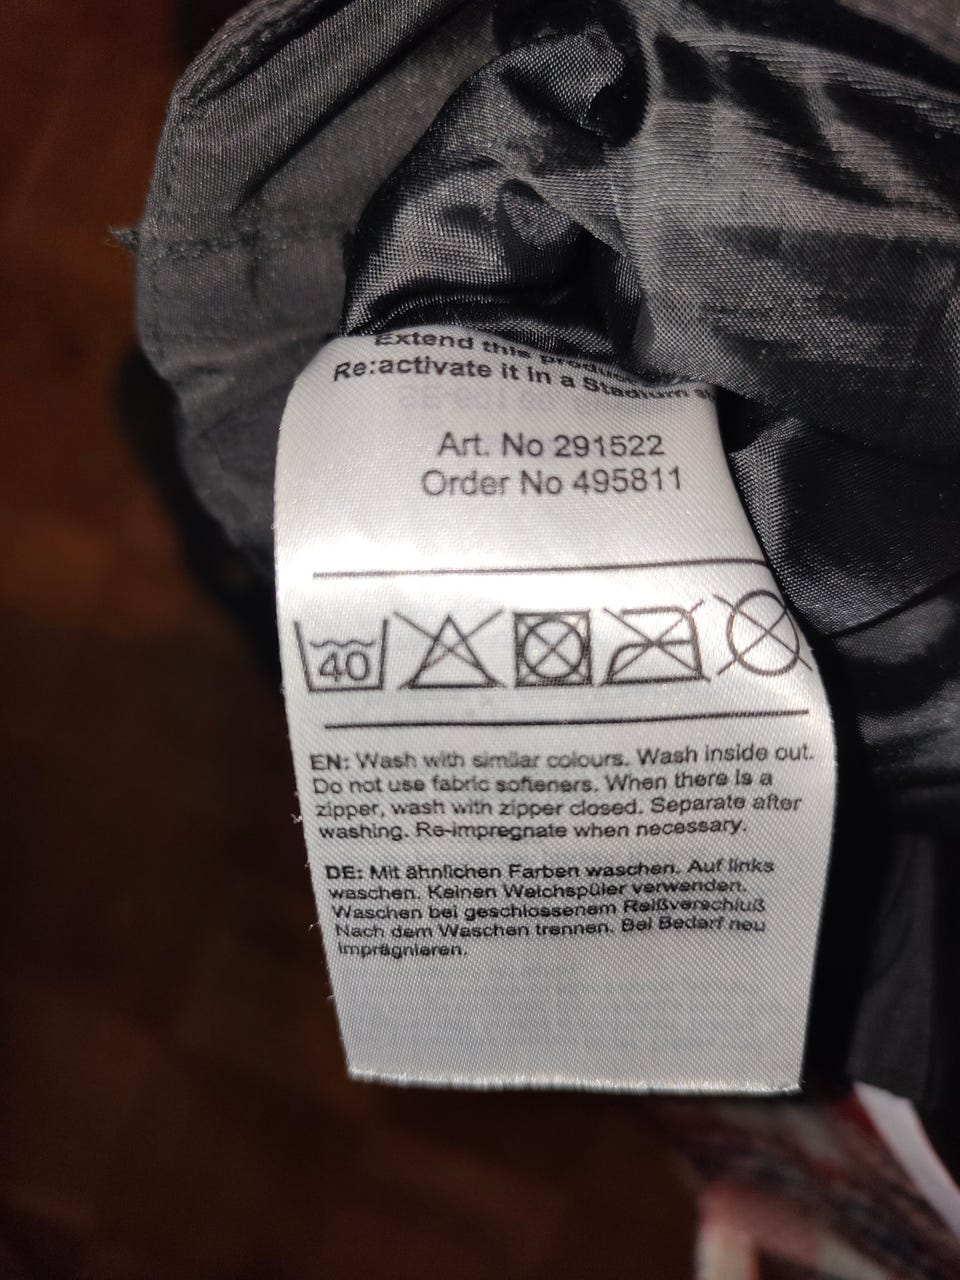 Extend this produ
Re:activate it in a Stadium
Art. No 291522
Order No 495811
40
EN: Wash with similar colours. Wash inside out.
Do not use fabric softeners. When there is a
zipper, wash with zipper closed. Separate after
washing. Re-impregnate when necessary.
DE: Mit ähnlichen Farben waschen. Auf links
waschen. Keinen Weichspüler verwenden.
Waschen bei geschlossenem Reißverschluß
Nach dem Waschen trennen. Bei Bedarf neu
imprägnieren.